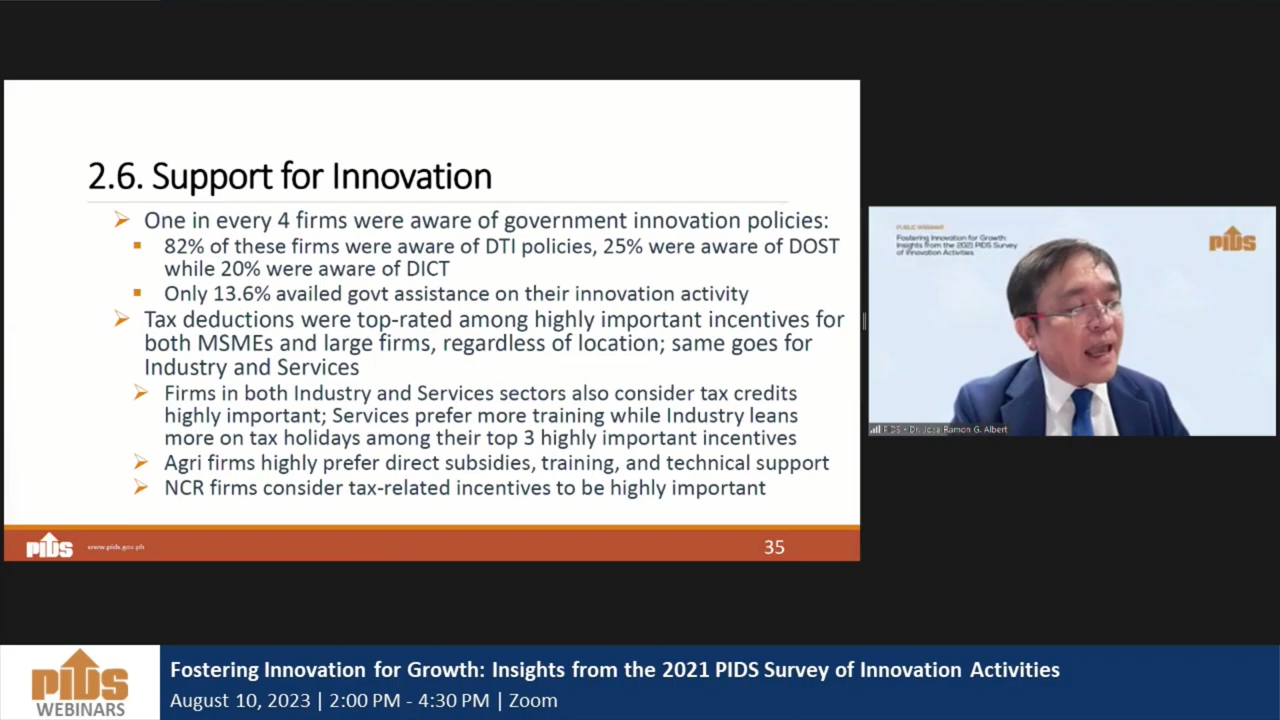 2.6. Support for Innovation
One in every 4 firms were aware of government innovation policies:
82% of these firms were aware of DTI policies, 25% were aware of DOST
while 20% were aware of DICT
Only 13.6% availed govt assistance on their innovation activity
Tax deductions were top-rated among highly important incentives for
both MSMEs and large firms, regardless of location; same goes for
Industry and Services
Firms in both Industry and Services sectors also consider tax credits
highly important; Services prefer more training while Industry leans
more on tax holidays among their top 3 highly important incentives
Agri firms highly prefer direct subsidies, training, and technical support
NCR firms consider tax-related incentives to be highly important
PIDS
www.pids.gov.ph
35
PUBLIC WEBINAR
Fostering Innovation for Growth:
Insights from the 2021 PIDS Survey
of Innovation Activities
PIDS
PIDS - Dr. Jose Ramon G. Albert
PIDS
WEBINARS
Fostering Innovation for Growth: Insights from the 2021 PIDS Survey of Innovation Activities
August 10, 2023 | 2:00 PM - 4:30 PM | Zoom